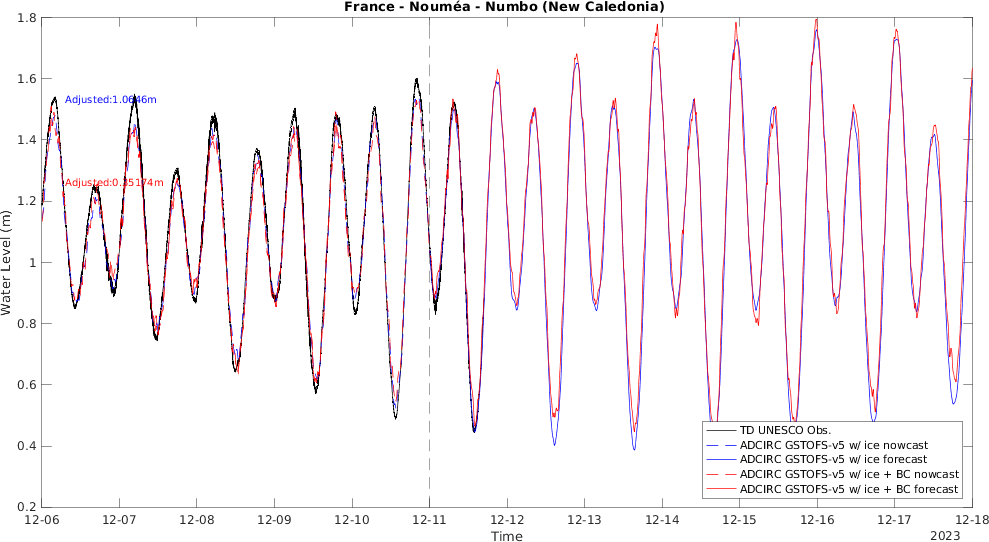 France - Nouméa - Numbo (New Caledonia)
Water Level (m)
1.8
1.6
1.4
1.2
1
0.8
0.6
0.4
0.2
Adjusted:1.0646m
Adjusted:0.35174m
TD UNESCO Obs.
ADCIRC GSTOFS-v5 w/ ice nowcast
ADCIRC GSTOFS-v5 w/ ice forecast
ADCIRC GSTOFS-v5 w/ ice + BC nowcast
ADCIRC GSTOFS-v5 w/ ice + BC forecast
12-06 12-07 12-08 12-09 12-10 12-11 12-12 12-13 12-14 12-15 12-16 12-17 12-18
Time
2023